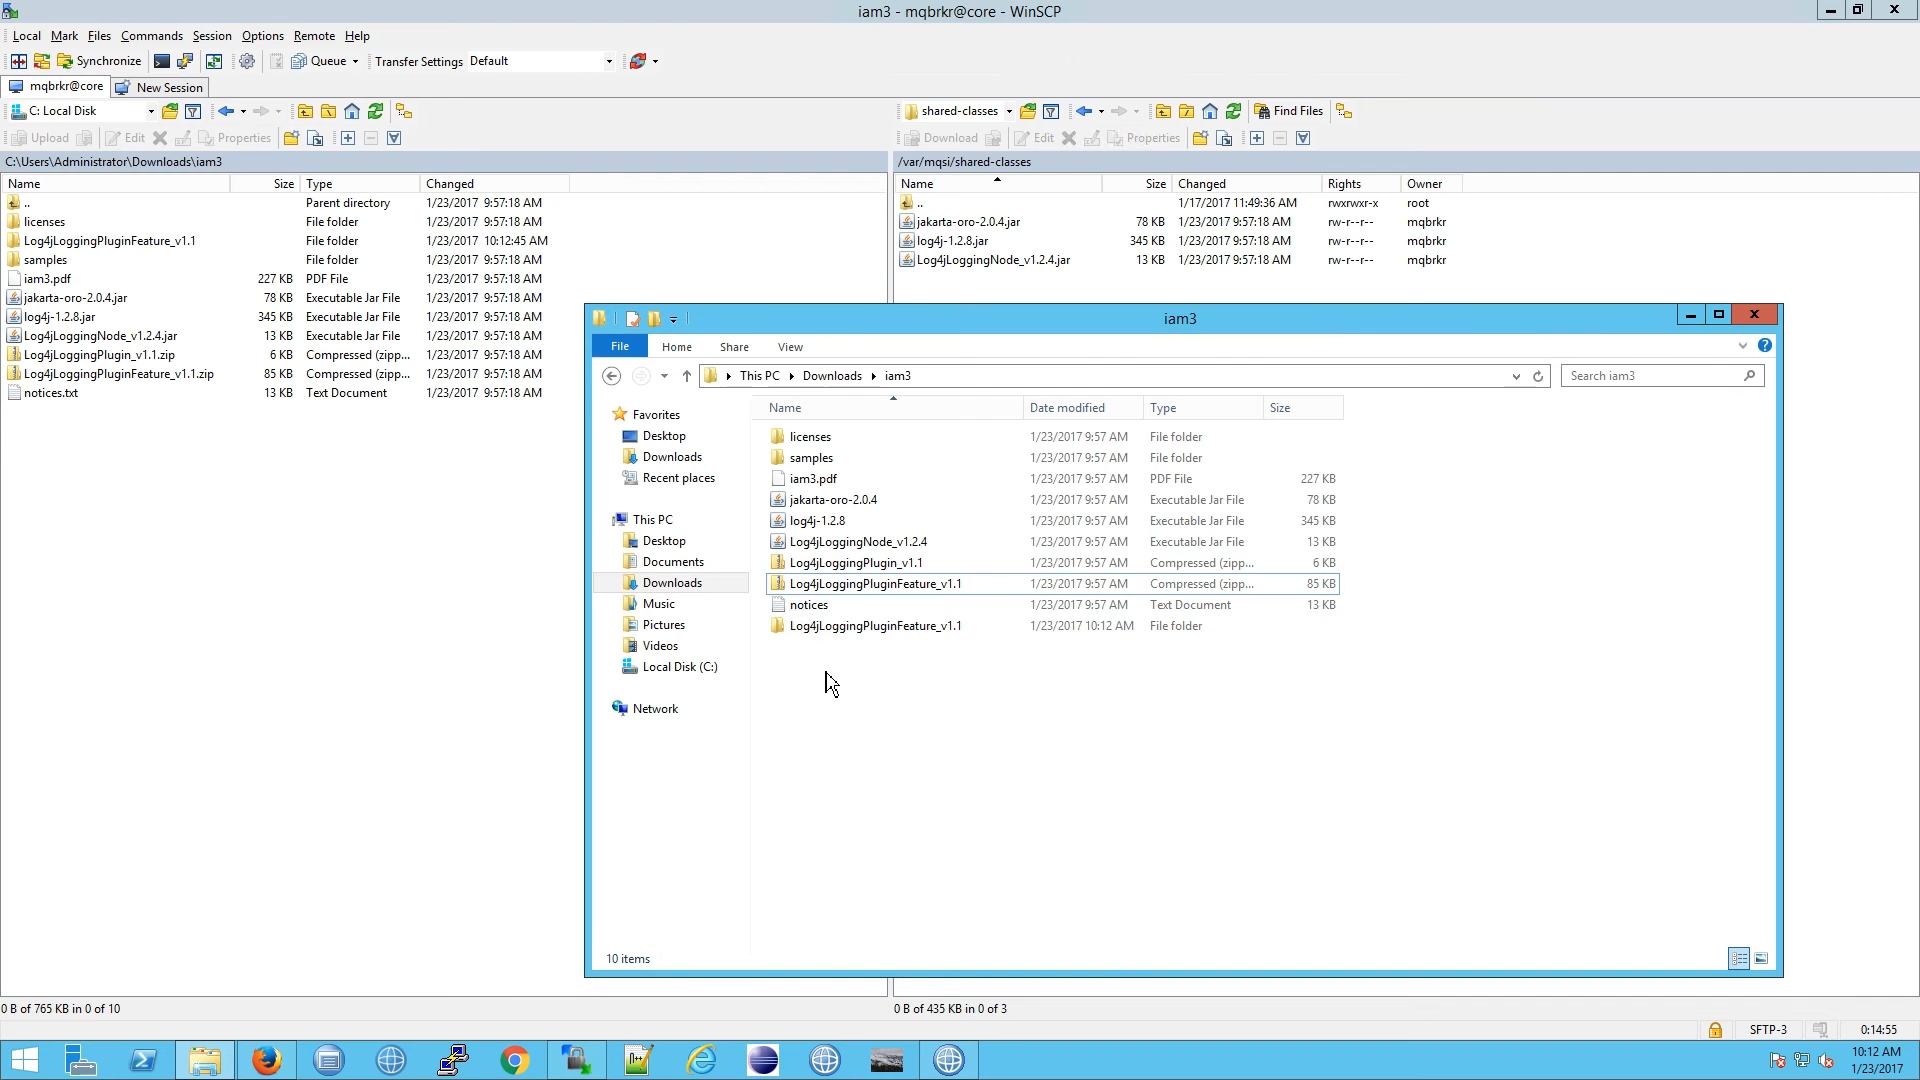 iam3 - mqbrkr@core - WinSCP
Local Mark Files Commands Session Options Remote Help
Synchronize Queue Transfer Settings Default
mqbrkr@core New Session
C: Local Disk
shared-classes Find Files
Upload Edit Properties
Download Edit Properties
C:\Users\Administrator\Downloads\iam3
/var/mqsi/shared-classes
Name Size Type Changed
.. Parent directory 1/23/2017 9:57:18 AM
licenses File folder 1/23/2017 9:57:18 AM
Log4jLoggingPluginFeature_v1.1 File folder 1/23/2017 10:12:45 AM
samples File folder 1/23/2017 9:57:18 AM
iam3.pdf 227 KB PDF File 1/23/2017 9:57:18 AM
jakarta-oro-2.0.4.jar 78 KB Executable Jar File 1/23/2017 9:57:18 AM
log4j-1.2.8.jar 345 KB Executable Jar File 1/23/2017 9:57:18 AM
Log4jLoggingNode_v1.2.4.jar 13 KB Executable Jar File 1/23/2017 9:57:18 AM
Log4jLoggingPlugin_v1.1.zip 6 KB Compressed (zipp... 1/23/2017 9:57:18 AM
Log4jLoggingPluginFeature_v1.1.zip 85 KB Compressed (zipp... 1/23/2017 9:57:18 AM
notices.txt 13 KB Text Document 1/23/2017 9:57:18 AM
Name Size Changed Rights Owner
.. 1/17/2017 11:49:36 AM rwxrwxr-x root
jakarta-oro-2.0.4.jar 78 KB 1/23/2017 9:57:18 AM rw-r--r-- mqbrkr
log4j-1.2.8.jar 345 KB 1/23/2017 9:57:18 AM rw-r--r-- mqbrkr
Log4jLoggingNode_v1.2.4.jar 13 KB 1/23/2017 9:57:18 AM rw-r--r-- mqbrkr
iam3
File Home Share View
This PC Downloads iam3
Search iam3
Favorites
Desktop
Downloads
Recent places
This PC
Desktop
Documents
Downloads
Music
Pictures
Videos
Local Disk (C:)
Network
Name Date modified Type Size
licenses 1/23/2017 9:57 AM File folder
samples 1/23/2017 9:57 AM File folder
iam3.pdf 1/23/2017 9:57 AM PDF File 227 KB
jakarta-oro-2.0.4 1/23/2017 9:57 AM Executable Jar File 78 KB
log4j-1.2.8 1/23/2017 9:57 AM Executable Jar File 345 KB
Log4jLoggingNode_v1.2.4 1/23/2017 9:57 AM Executable Jar File 13 KB
Log4jLoggingPlugin_v1.1 1/23/2017 9:57 AM Compressed (zipp... 6 KB
Log4jLoggingPluginFeature_v1.1 1/23/2017 9:57 AM Compressed (zipp... 85 KB
notices 1/23/2017 9:57 AM Text Document 13 KB
Log4jLoggingPluginFeature_v1.1 1/23/2017 10:12 AM File folder
10 items
0 B of 765 KB in 0 of 10
0 B of 435 KB in 0 of 3
SFTP-3 0:14:55
10:12 AM
1/23/2017